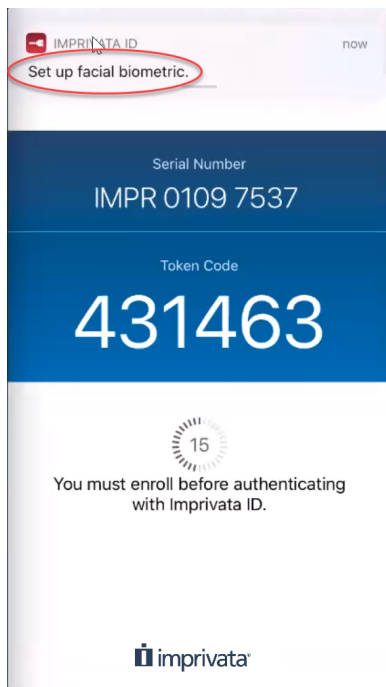 IMPRIVATA ID now
Set up facial biometric.
Serial Number
IMPR 0109 7537
Token Code
431463
15
You must enroll before authenticating
with Imprivata ID.
imprivata®